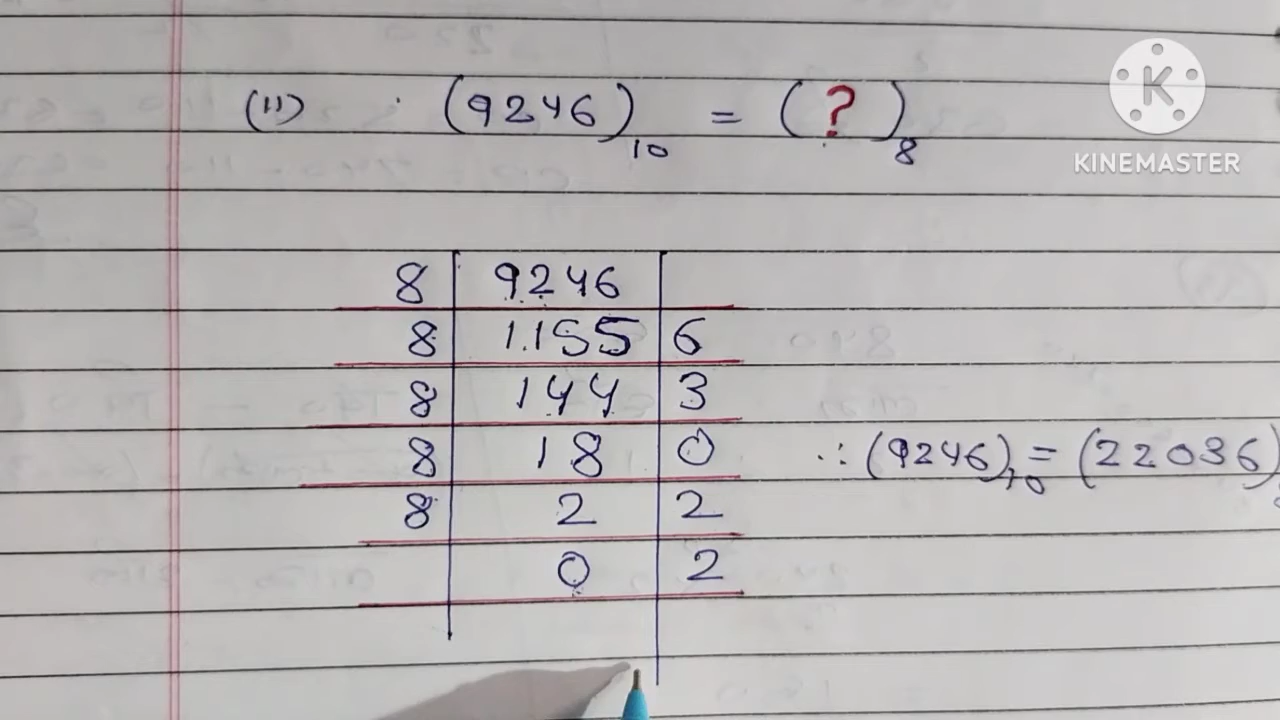 (11) (9246)10 = (?)8
K
KINEMASTER
8 9246
8 1155 6
8 144 3
8 18 0
8 2 2
0 2
∴ (9246)10 = (22036)8